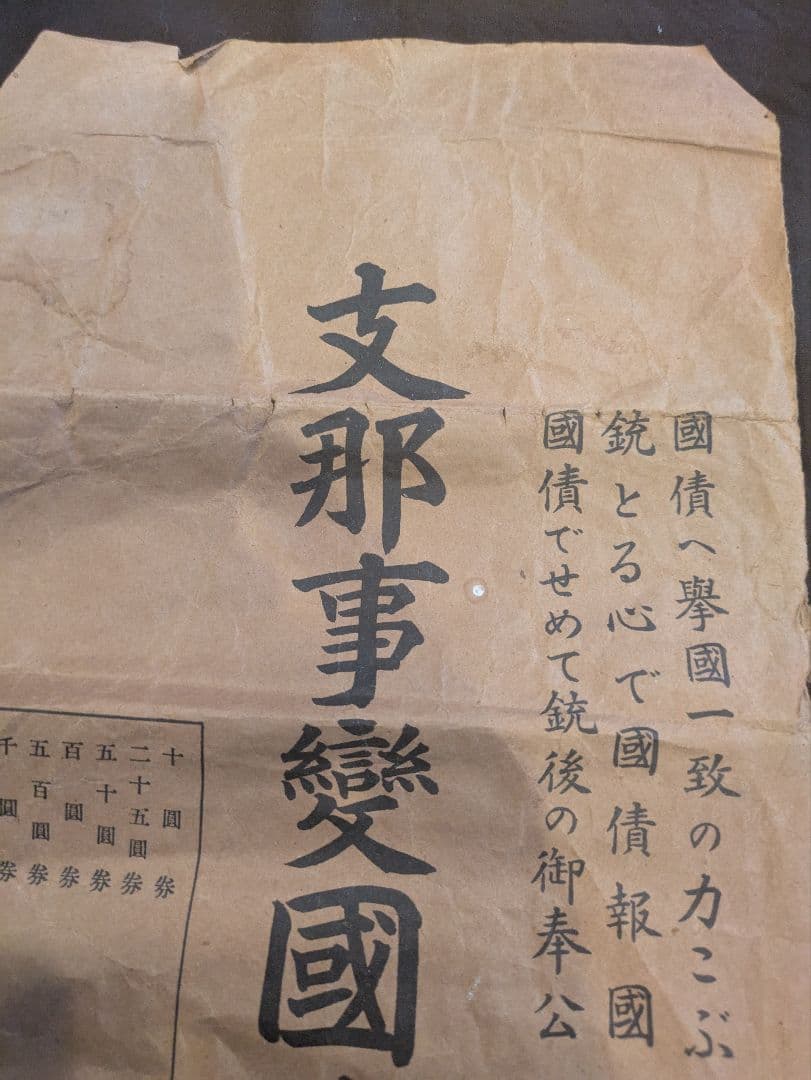 國債へ擧國一致の力こぶ
銃とる心で國債報國
國債でせめて銃後の御奉公
支那事變國
十圓券
二十五圓券
五十圓券
百圓券
五百圓券
千圓券